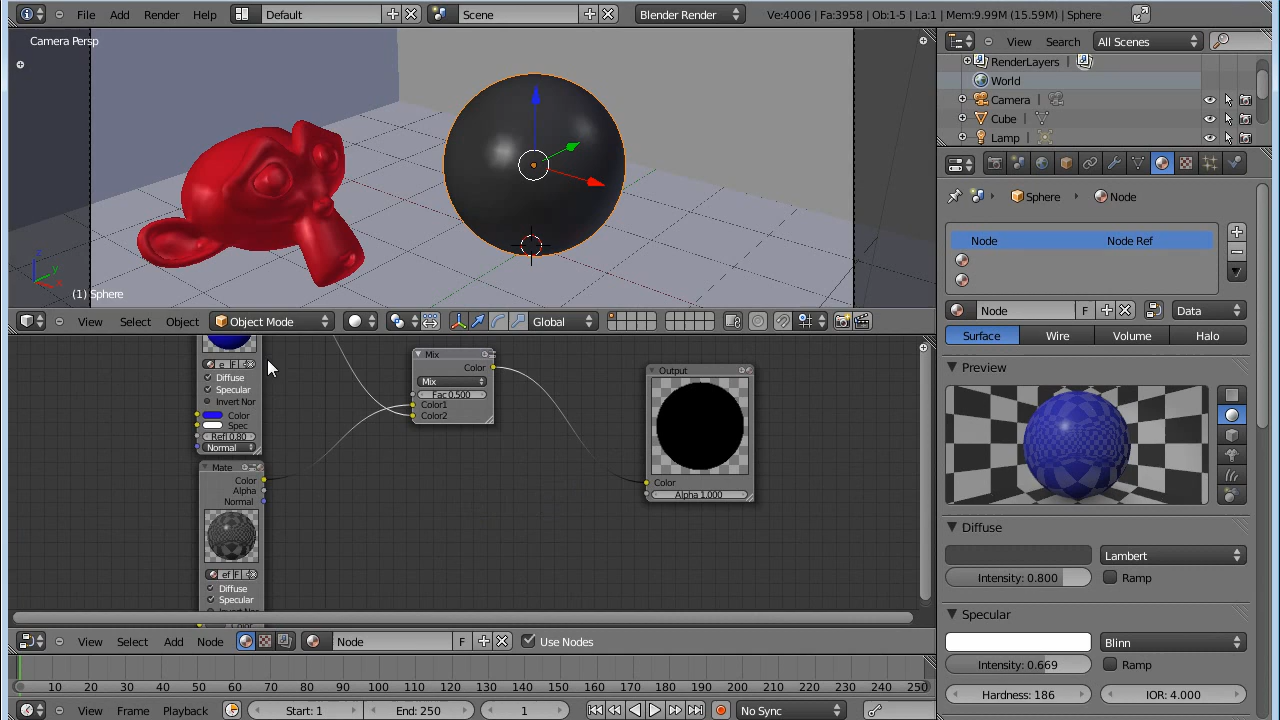 File Add Render Help Default Scene Blender Render Ve:4006 | Fa:3958 | Ob:1-5 | La:1 | Mem:9.99M (15.59M) | Sphere
Camera Persp
(1) Sphere
View Select Object Object Mode Global
View Search All Scenes
RenderLayers |
World
Camera |
Cube |
Lamp |
Sphere Node
Node Node Ref
Node F Data
Surface Wire Volume Halo
Preview
Diffuse
Lambert
Intensity: 0.800 Ramp
Specular
Blinn
Intensity: 0.669 Ramp
Hardness: 186 IOR: 4.000
e F
Diffuse
Specular
Invert Nor
Color
Spec
Refl 0.80
Normal
Mate
Color
Alpha
Normal
ef F
Diffuse
Specular
Mix
Color
Mix
Fac 0.500
Color1
Color2
Output
Color
Alpha 1.000
View Select Add Node Node F Use Nodes
10 20 30 40 50 60 70 80 90 100 110 120 130 140 150 160 170 180 190 200 210 220 230 240 250
View Frame Playback Start: 1 End: 250 1 No Sync